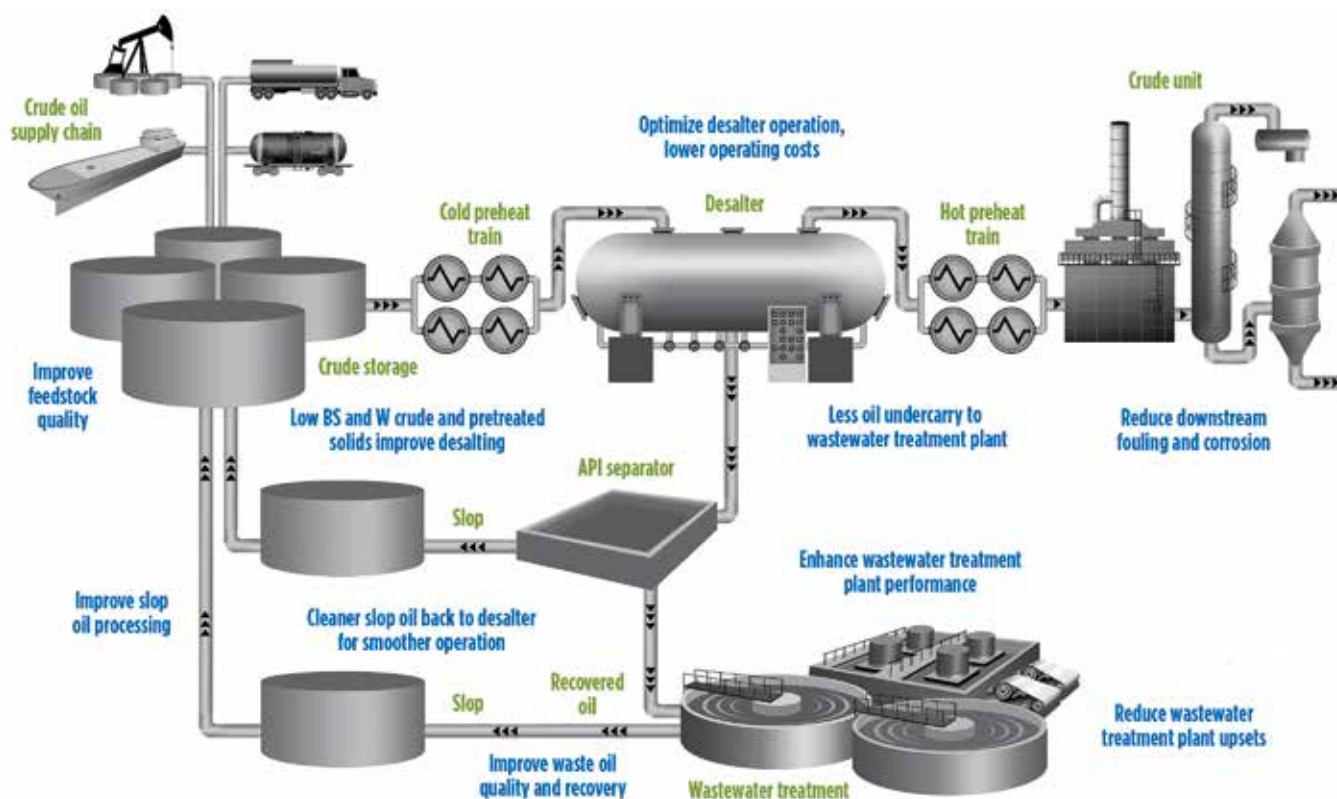 Crude oil
supply chain
Crude unit
Optimize desalter operation,
lower operating costs
Cold preheat
train
Desalter
Hot preheat
train
Improve
feedstock
quality
Crude storage
Low BS and W crude and pretreated
solids improve desalting
Less oil undercarry to
wastewater treatment plant
Reduce downstream
fouling and corrosion
API separator
Slop
Enhance wastewater treatment
plant performance
Improve slop
oil processing
Cleaner slop oil back to desalter
for smoother operation
Slop
Recovered
oil
Reduce wastewater
treatment plant upsets
Improve waste oil
quality and recovery
Wastewater treatment